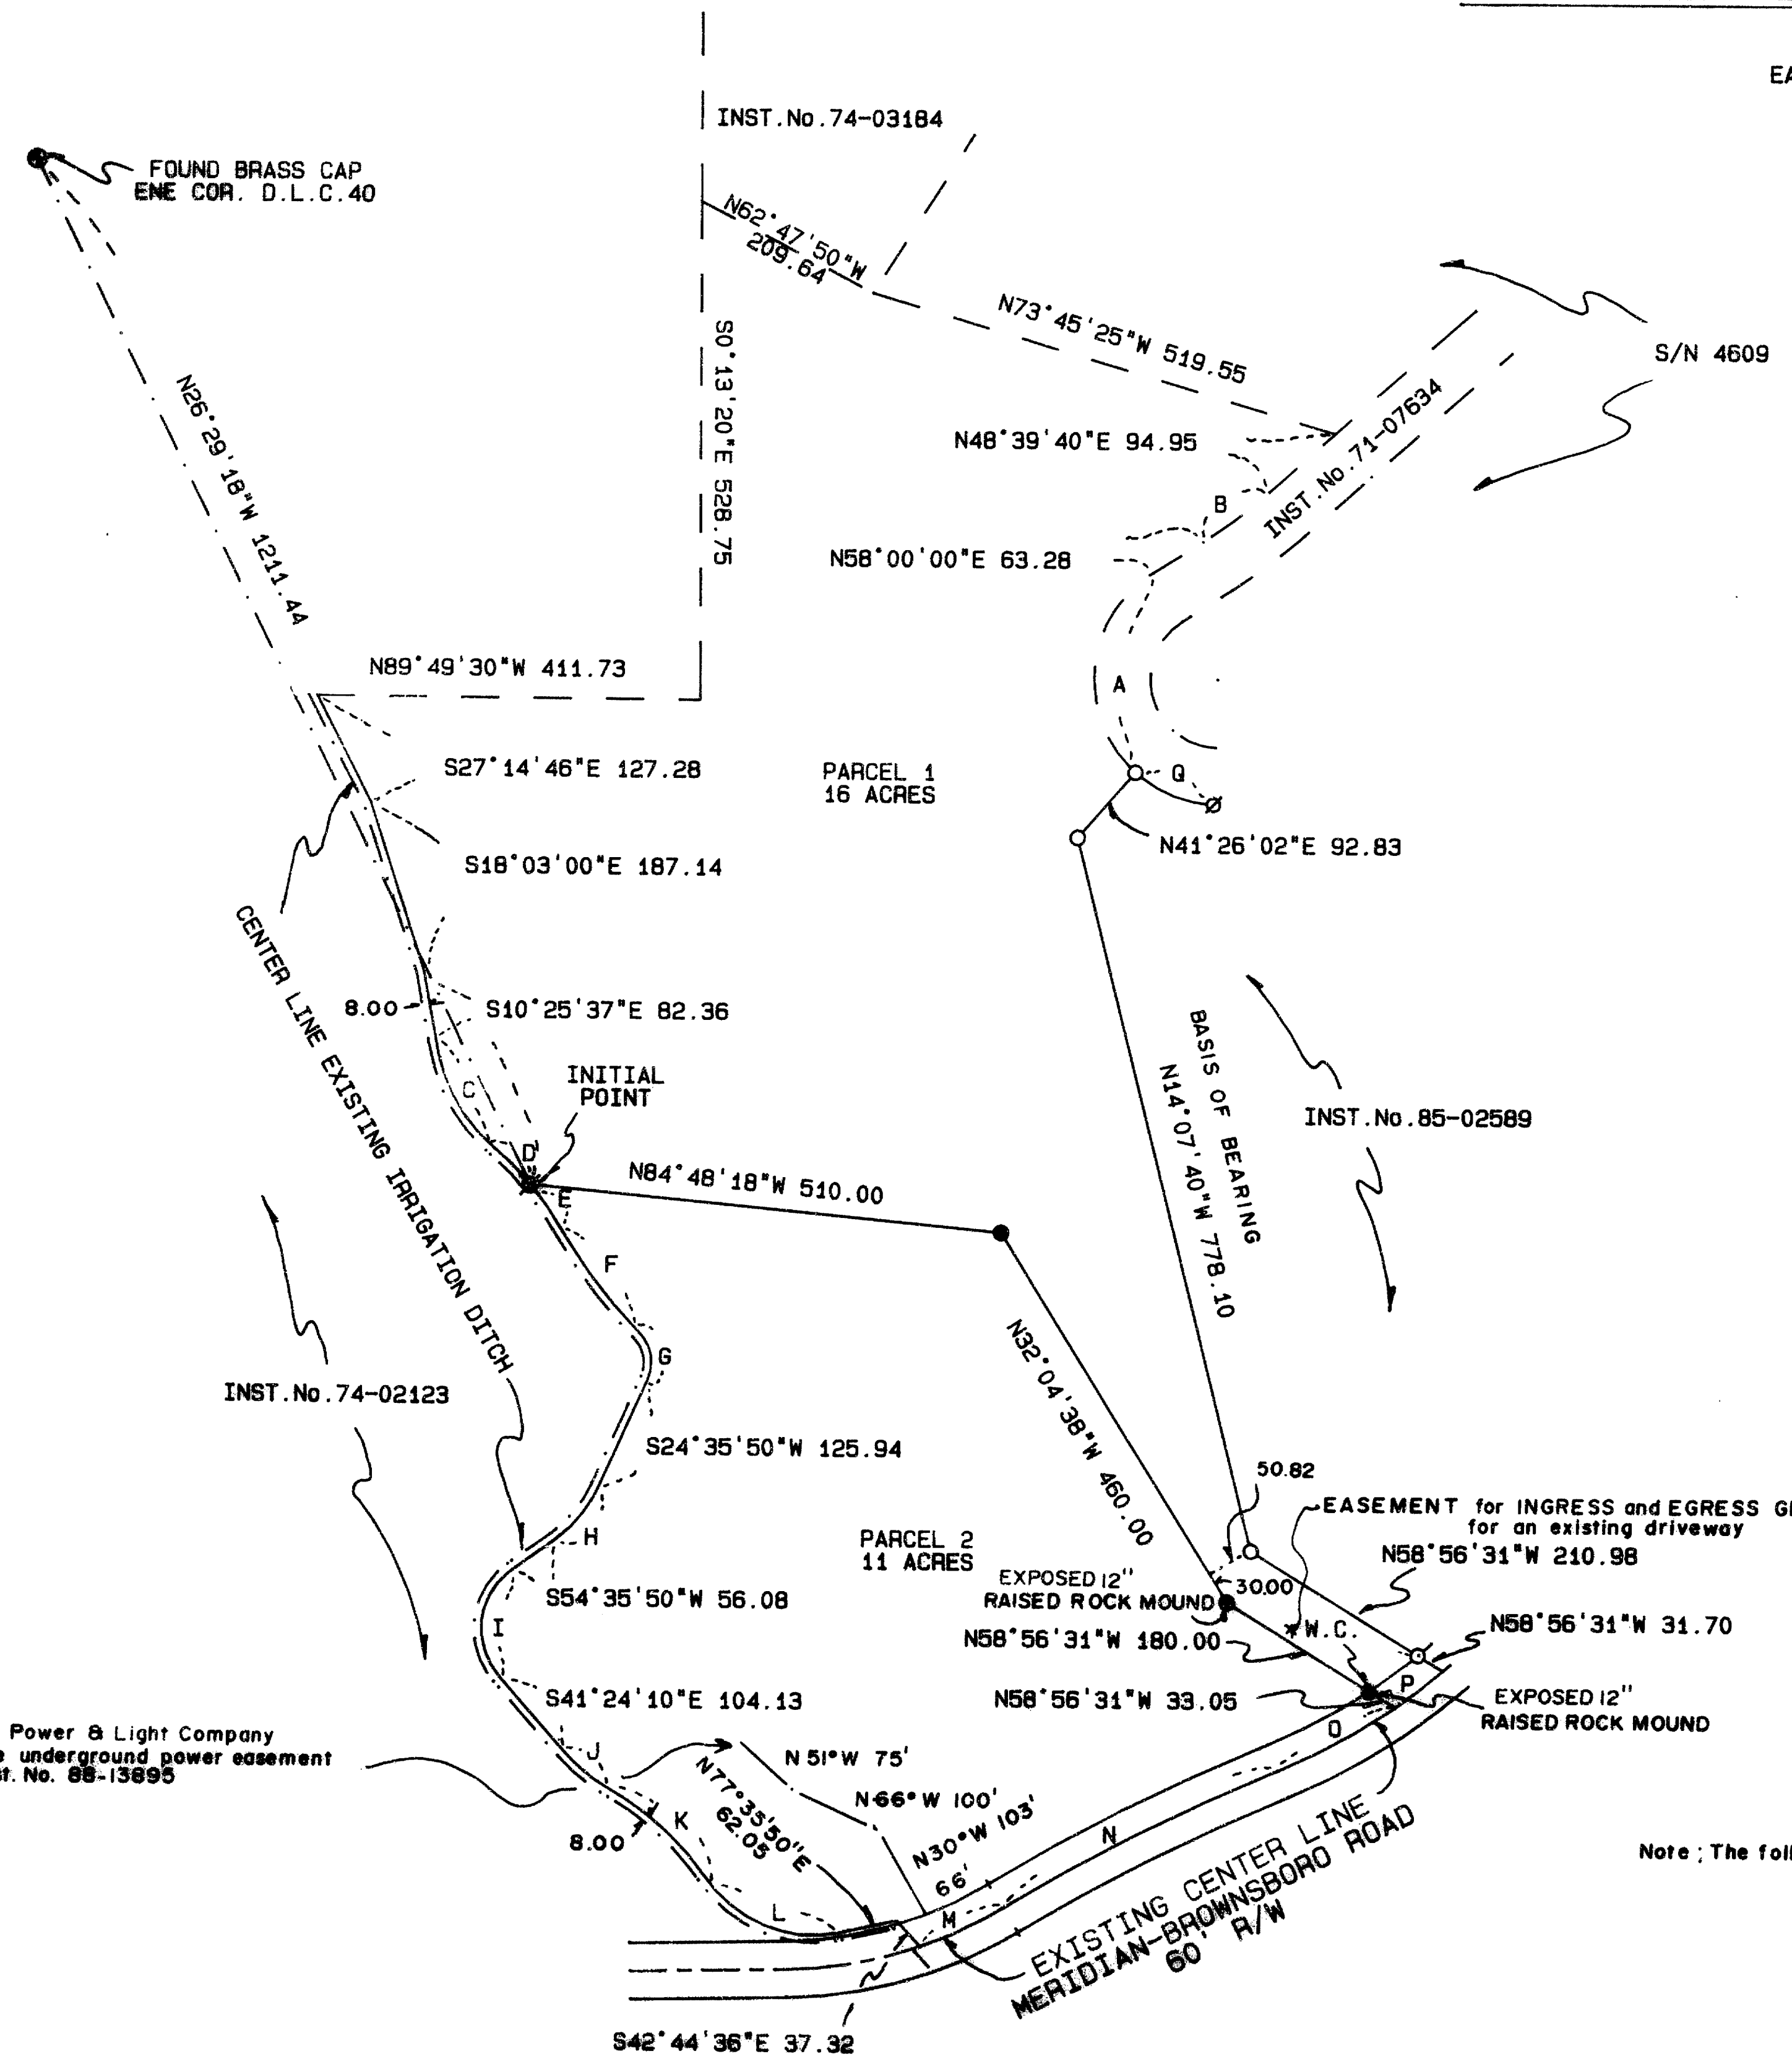 EA
INST.No.74-03184
FOUND BRASS CAP
ENE COR. D.L.C.40
N62°47'50"W
209.64
N73°45'25"W 519.55
S/N 4609
S0°13'20"E 528.75
N26°29'18"W 1211.44
N48°39'40"E 94.95
INST.No.71-07634
B
N58°00'00"E 63.28
N89°49'30"W 411.73
A
S27°14'46"E 127.28
PARCEL 1
16 ACRES
Q
N41°26'02"E 92.83
S18°03'00"E 187.14
CENTER LINE EXISTING IRRIGATION DITCH
8.00
S10°25'37"E 82.36
BASIS OF BEARING
N14°07'40"W 778.10
C
INITIAL
POINT
INST.No.85-02589
D
N84°48'18"W 510.00
E
F
N32°04'38"W 460.00
G
INST.No.74-02123
S24°35'50"W 125.94
50.82
EASEMENT for INGRESS and EGRESS G
for an existing driveway
H
PARCEL 2
11 ACRES
N58°56'31"W 210.98
EXPOSED 12"
RAISED ROCK MOUND
30.00
S54°35'50"W 56.08
I
W.C.
N58°56'31"W 31.70
N58°56'31"W 180.00
S41°24'10"E 104.13
N58°56'31"W 33.05
P
EXPOSED 12"
RAISED ROCK MOUND
O
Power & Light Company
underground power easement
No. 88-13895
J
N 51°W 75'
N77°35'50"E
62.05
N66°W 100'
K
8.00
N30°W 103'
66'
N
L
M
EXISTING CENTER LINE
MERIDIAN-BROWNSBORO ROAD
60' R/W
Note ; The foll
S42°44'36"E 37.32